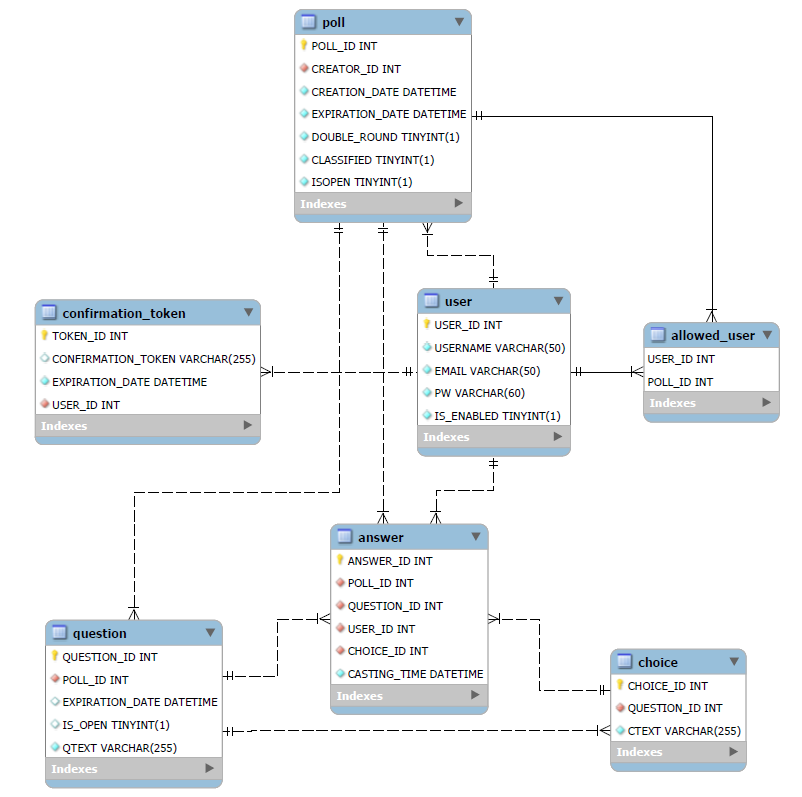 poll
POLL_ID INT
CREATOR_ID INT
CREATION_DATE DATETIME
EXPIRATION_DATE DATETIME
DOUBLE_ROUND TINYINT(1)
CLASSIFIED TINYINT(1)
ISOPEN TINYINT(1)
Indexes
confirmation_token
TOKEN_ID INT
CONFIRMATION_TOKEN VARCHAR(255)
EXPIRATION_DATE DATETIME
USER_ID INT
Indexes
user
USER_ID INT
USERNAME VARCHAR(50)
EMAIL VARCHAR(50)
PW VARCHAR(60)
IS_ENABLED TINYINT(1)
Indexes
allowed_user
USER_ID INT
POLL_ID INT
Indexes
answer
ANSWER_ID INT
POLL_ID INT
QUESTION_ID INT
USER_ID INT
CHOICE_ID INT
CASTING_TIME DATETIME
Indexes
question
QUESTION_ID INT
POLL_ID INT
EXPIRATION_DATE DATETIME
IS_OPEN TINYINT(1)
QTEXT VARCHAR(255)
Indexes
choice
CHOICE_ID INT
QUESTION_ID INT
CTEXT VARCHAR(255)
Indexes